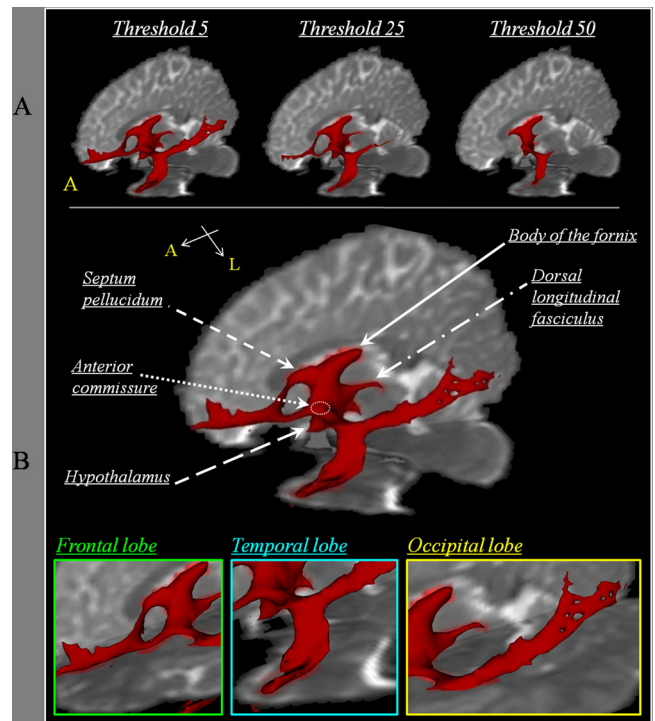 Threshold 5 Threshold 25 Threshold 50
A
A
A
L
Body of the fornix
Septum
pellucidum
Dorsal
longitudinal
fasciculus
Anterior
commissure
B
Hypothalamus
Frontal lobe Temporal lobe Occipital lobe